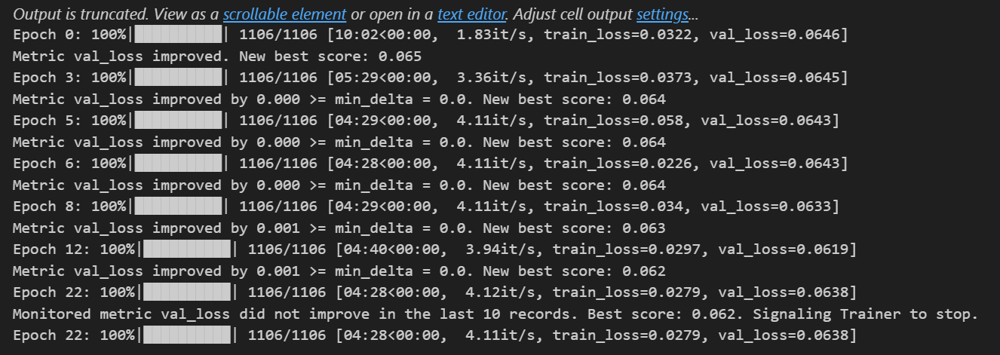 Output is truncated. View as a scrollable element or open in a text editor. Adjust cell output settings...
Epoch 0: 100%|██████████| 1106/1106 [10:02<00:00,  1.83it/s, train_loss=0.0322, val_loss=0.0646]
Metric val_loss improved. New best score: 0.065
Epoch 3: 100%|██████████| 1106/1106 [05:29<00:00,  3.36it/s, train_loss=0.0373, val_loss=0.0645]
Metric val_loss improved by 0.000 >= min_delta = 0.0. New best score: 0.064
Epoch 5: 100%|██████████| 1106/1106 [04:29<00:00,  4.11it/s, train_loss=0.058, val_loss=0.0643]
Metric val_loss improved by 0.000 >= min_delta = 0.0. New best score: 0.064
Epoch 6: 100%|██████████| 1106/1106 [04:28<00:00,  4.11it/s, train_loss=0.0226, val_loss=0.0643]
Metric val_loss improved by 0.000 >= min_delta = 0.0. New best score: 0.064
Epoch 8: 100%|██████████| 1106/1106 [04:29<00:00,  4.11it/s, train_loss=0.034, val_loss=0.0633]
Metric val_loss improved by 0.001 >= min_delta = 0.0. New best score: 0.063
Epoch 12: 100%|██████████| 1106/1106 [04:40<00:00,  3.94it/s, train_loss=0.0297, val_loss=0.0619]
Metric val_loss improved by 0.001 >= min_delta = 0.0. New best score: 0.062
Epoch 22: 100%|██████████| 1106/1106 [04:28<00:00,  4.12it/s, train_loss=0.0279, val_loss=0.0638]
Monitored metric val_loss did not improve in the last 10 records. Best score: 0.062. Signaling Trainer to stop.
Epoch 22: 100%|██████████| 1106/1106 [04:28<00:00,  4.11it/s, train_loss=0.0279, val_loss=0.0638]